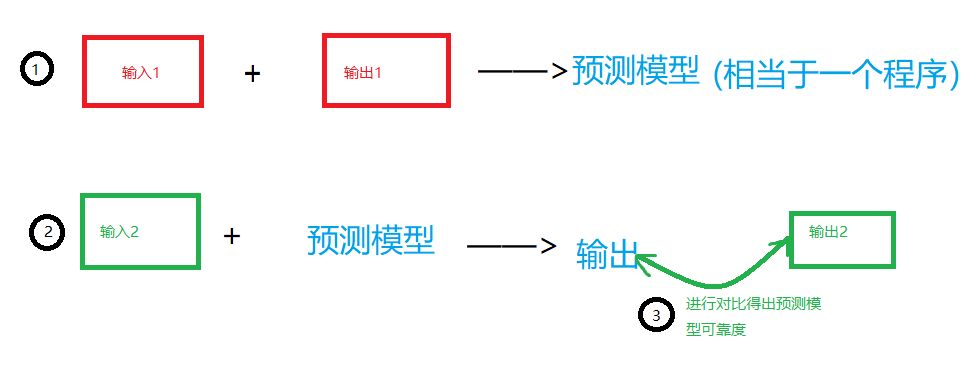 ① 输入1 + 输出1 ——> 预测模型 (相当于一个程序)
② 输入2 + 预测模型 ——> 输出 输出2
③ 进行对比得出预测模
型可靠度